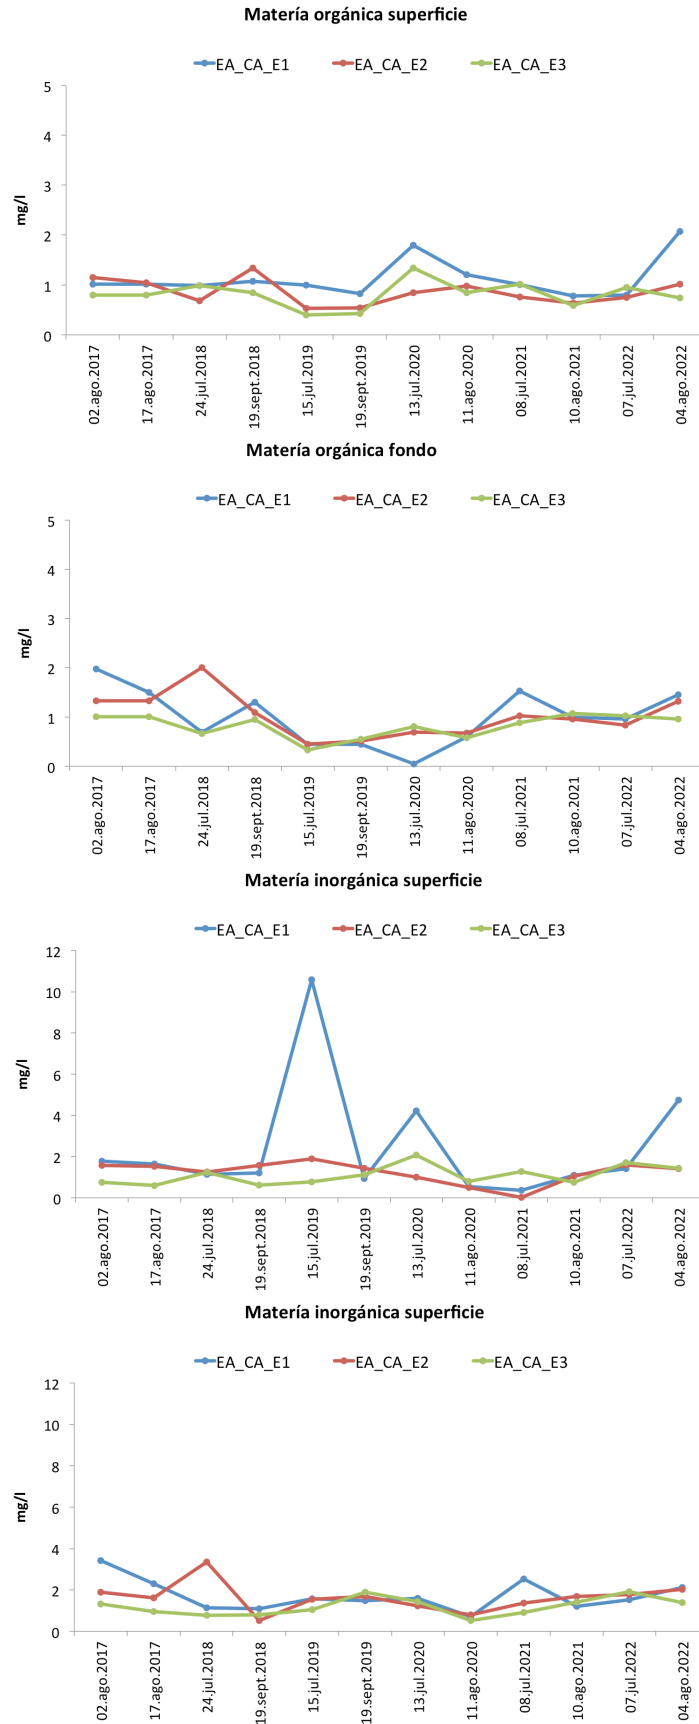 Matería orgánica superficie
EA_CA_E1 EA_CA_E2 EA_CA_E3
5
4
3
2
1
0
mg/l
02.ago.2017
17.ago.2017
24.jul.2018
19.sept.2018
15.jul.2019
19.sept.2019
13.jul.2020
11.ago.2020
08.jul.2021
10.ago.2021
07.jul.2022
04.ago.2022
Matería orgánica fondo
EA_CA_E1 EA_CA_E2 EA_CA_E3
5
4
3
2
1
0
mg/l
02.ago.2017
17.ago.2017
24.jul.2018
19.sept.2018
15.jul.2019
19.sept.2019
13.jul.2020
11.ago.2020
08.jul.2021
10.ago.2021
07.jul.2022
04.ago.2022
Matería inorgánica superficie
EA_CA_E1 EA_CA_E2 EA_CA_E3
12
10
8
6
4
2
0
mg/l
02.ago.2017
17.ago.2017
24.jul.2018
19.sept.2018
15.jul.2019
19.sept.2019
13.jul.2020
11.ago.2020
08.jul.2021
10.ago.2021
07.jul.2022
04.ago.2022
Matería inorgánica superficie
EA_CA_E1 EA_CA_E2 EA_CA_E3
12
10
8
6
4
2
0
mg/l
02.ago.2017
17.ago.2017
24.jul.2018
19.sept.2018
15.jul.2019
19.sept.2019
13.jul.2020
11.ago.2020
08.jul.2021
10.ago.2021
07.jul.2022
04.ago.2022